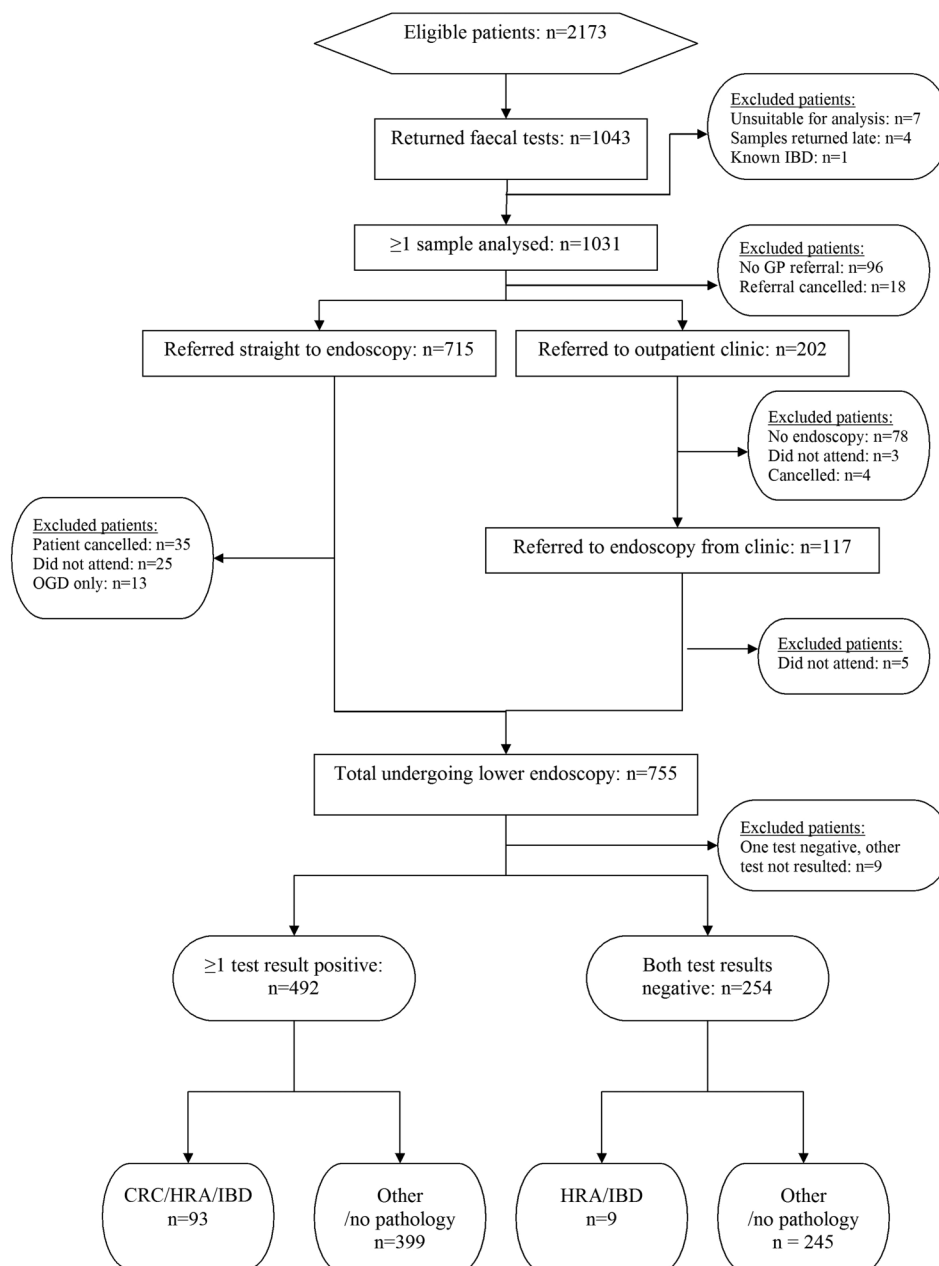 Eligible patients: n=2173
Returned faecal tests: n=1043
Excluded patients:
Unsuitable for analysis: n=7
Samples returned late: n=4
Known IBD: n=1
≥1 sample analysed: n=1031
Excluded patients:
No GP referral: n=96
Referral cancelled: n=18
Referred straight to endoscopy: n=715
Referred to outpatient clinic: n=202
Excluded patients:
No endoscopy: n=78
Did not attend: n=3
Cancelled: n=4
Excluded patients:
Patient cancelled: n=35
Did not attend: n=25
OGD only: n=13
Referred to endoscopy from clinic: n=117
Excluded patients:
Did not attend: n=5
Total undergoing lower endoscopy: n=755
Excluded patients:
One test negative, other
test not resulted: n=9
≥1 test result positive:
n=492
Both test results
negative: n=254
CRC/HRA/IBD
n=93
Other
/no pathology
n=399
HRA/IBD
n=9
Other
/no pathology
n = 245